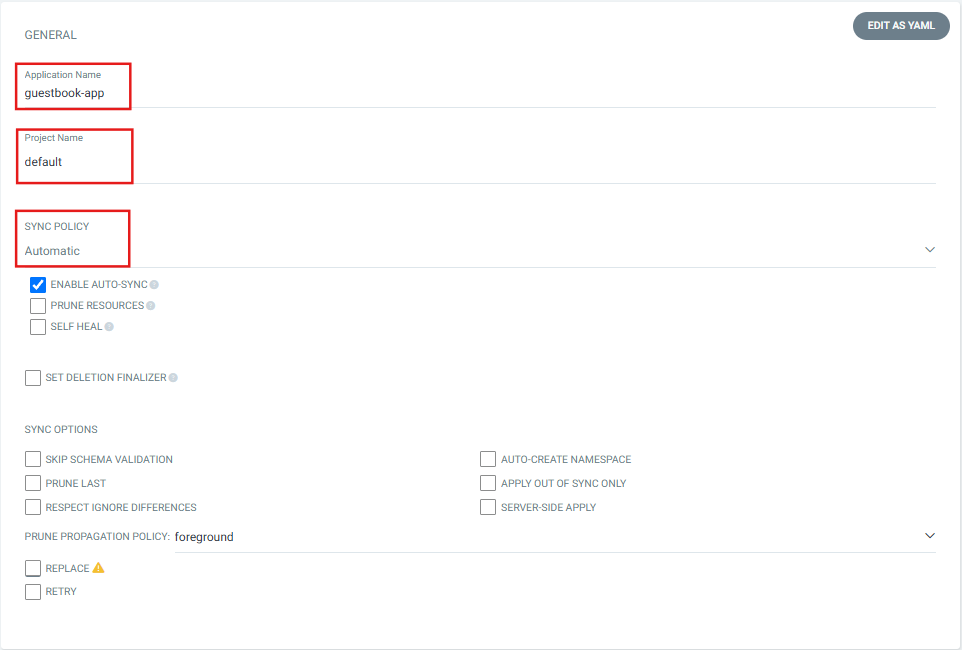 EDIT AS YAML
GENERAL
Application Name
guestbook-app
Project Name
default
SYNC POLICY
Automatic
ENABLE AUTO-SYNC ?
PRUNE RESOURCES ?
SELF HEAL ?
SET DELETION FINALIZER ?
SYNC OPTIONS
SKIP SCHEMA VALIDATION AUTO-CREATE NAMESPACE
PRUNE LAST APPLY OUT OF SYNC ONLY
RESPECT IGNORE DIFFERENCES SERVER-SIDE APPLY
PRUNE PROPAGATION POLICY: foreground
REPLACE
RETRY